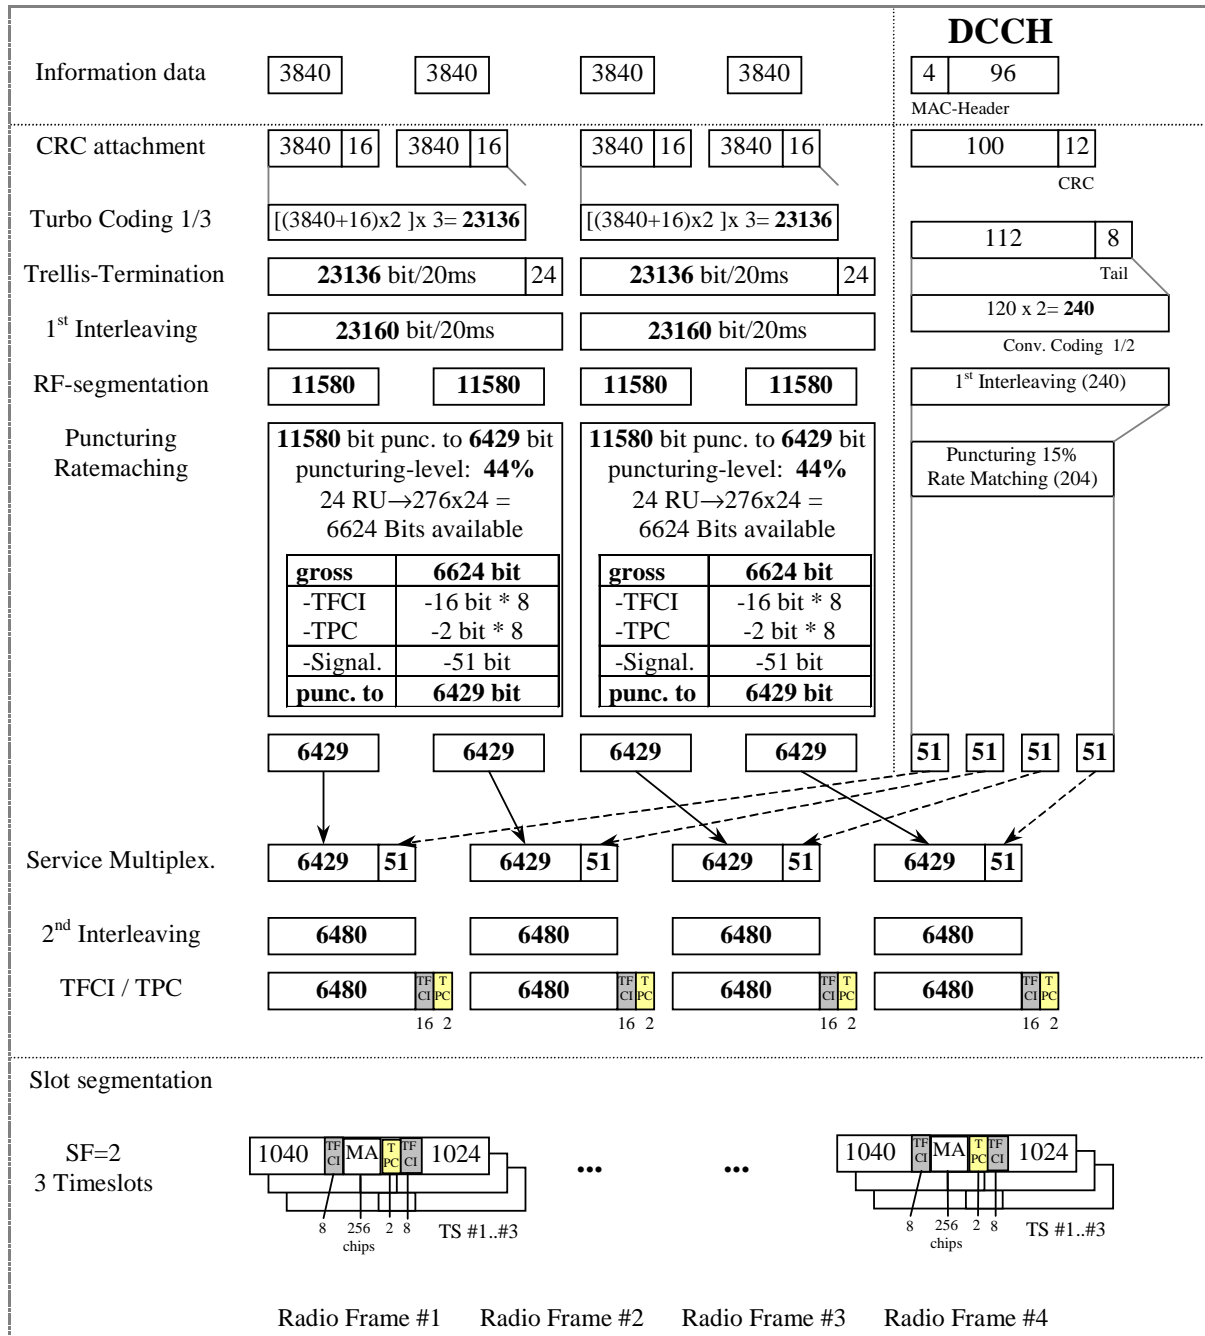 DCCH
Information data 3840 3840 3840 3840 4 96
MAC-Header
CRC attachment 3840 16 3840 16 3840 16 3840 16 100 12
CRC
Turbo Coding 1/3 [(3840+16)x2 ]x 3= 23136 [(3840+16)x2 ]x 3= 23136
112 8
Tail
Trellis-Termination 23136 bit/20ms 24 23136 bit/20ms 24
120 x 2= 240
Conv. Coding 1/2
1st Interleaving 23160 bit/20ms 23160 bit/20ms
RF-segmentation 11580 11580 11580 11580 1st Interleaving (240)
Puncturing
Ratemaching
11580 bit punc. to 6429 bit
puncturing-level: 44%
24 RU→276x24 =
6624 Bits available
gross 6624 bit
-TFCI -16 bit * 8
-TPC -2 bit * 8
-Signal. -51 bit
punc. to 6429 bit
11580 bit punc. to 6429 bit
puncturing-level: 44%
24 RU→276x24 =
6624 Bits available
gross 6624 bit
-TFCI -16 bit * 8
-TPC -2 bit * 8
-Signal. -51 bit
punc. to 6429 bit
Puncturing 15%
Rate Matching (204)
6429 6429 6429 6429 51 51 51 51
Service Multiplex. 6429 51 6429 51 6429 51 6429 51
2nd Interleaving 6480 6480 6480 6480
TFCI / TPC 6480 TF CI T PC 6480 TF CI T PC 6480 TF CI T PC 6480 TF CI T PC
16 2 16 2 16 2 16 2
Slot segmentation
SF=2
3 Timeslots
1040 TF CI MA T PC TF CI 1024 ... ... 1040 TF CI MA T PC TF CI 1024
8 256 2 8 TS #1..#3 8 256 2 8 TS #1..#3
chips chips
Radio Frame #1 Radio Frame #2 Radio Frame #3 Radio Frame #4